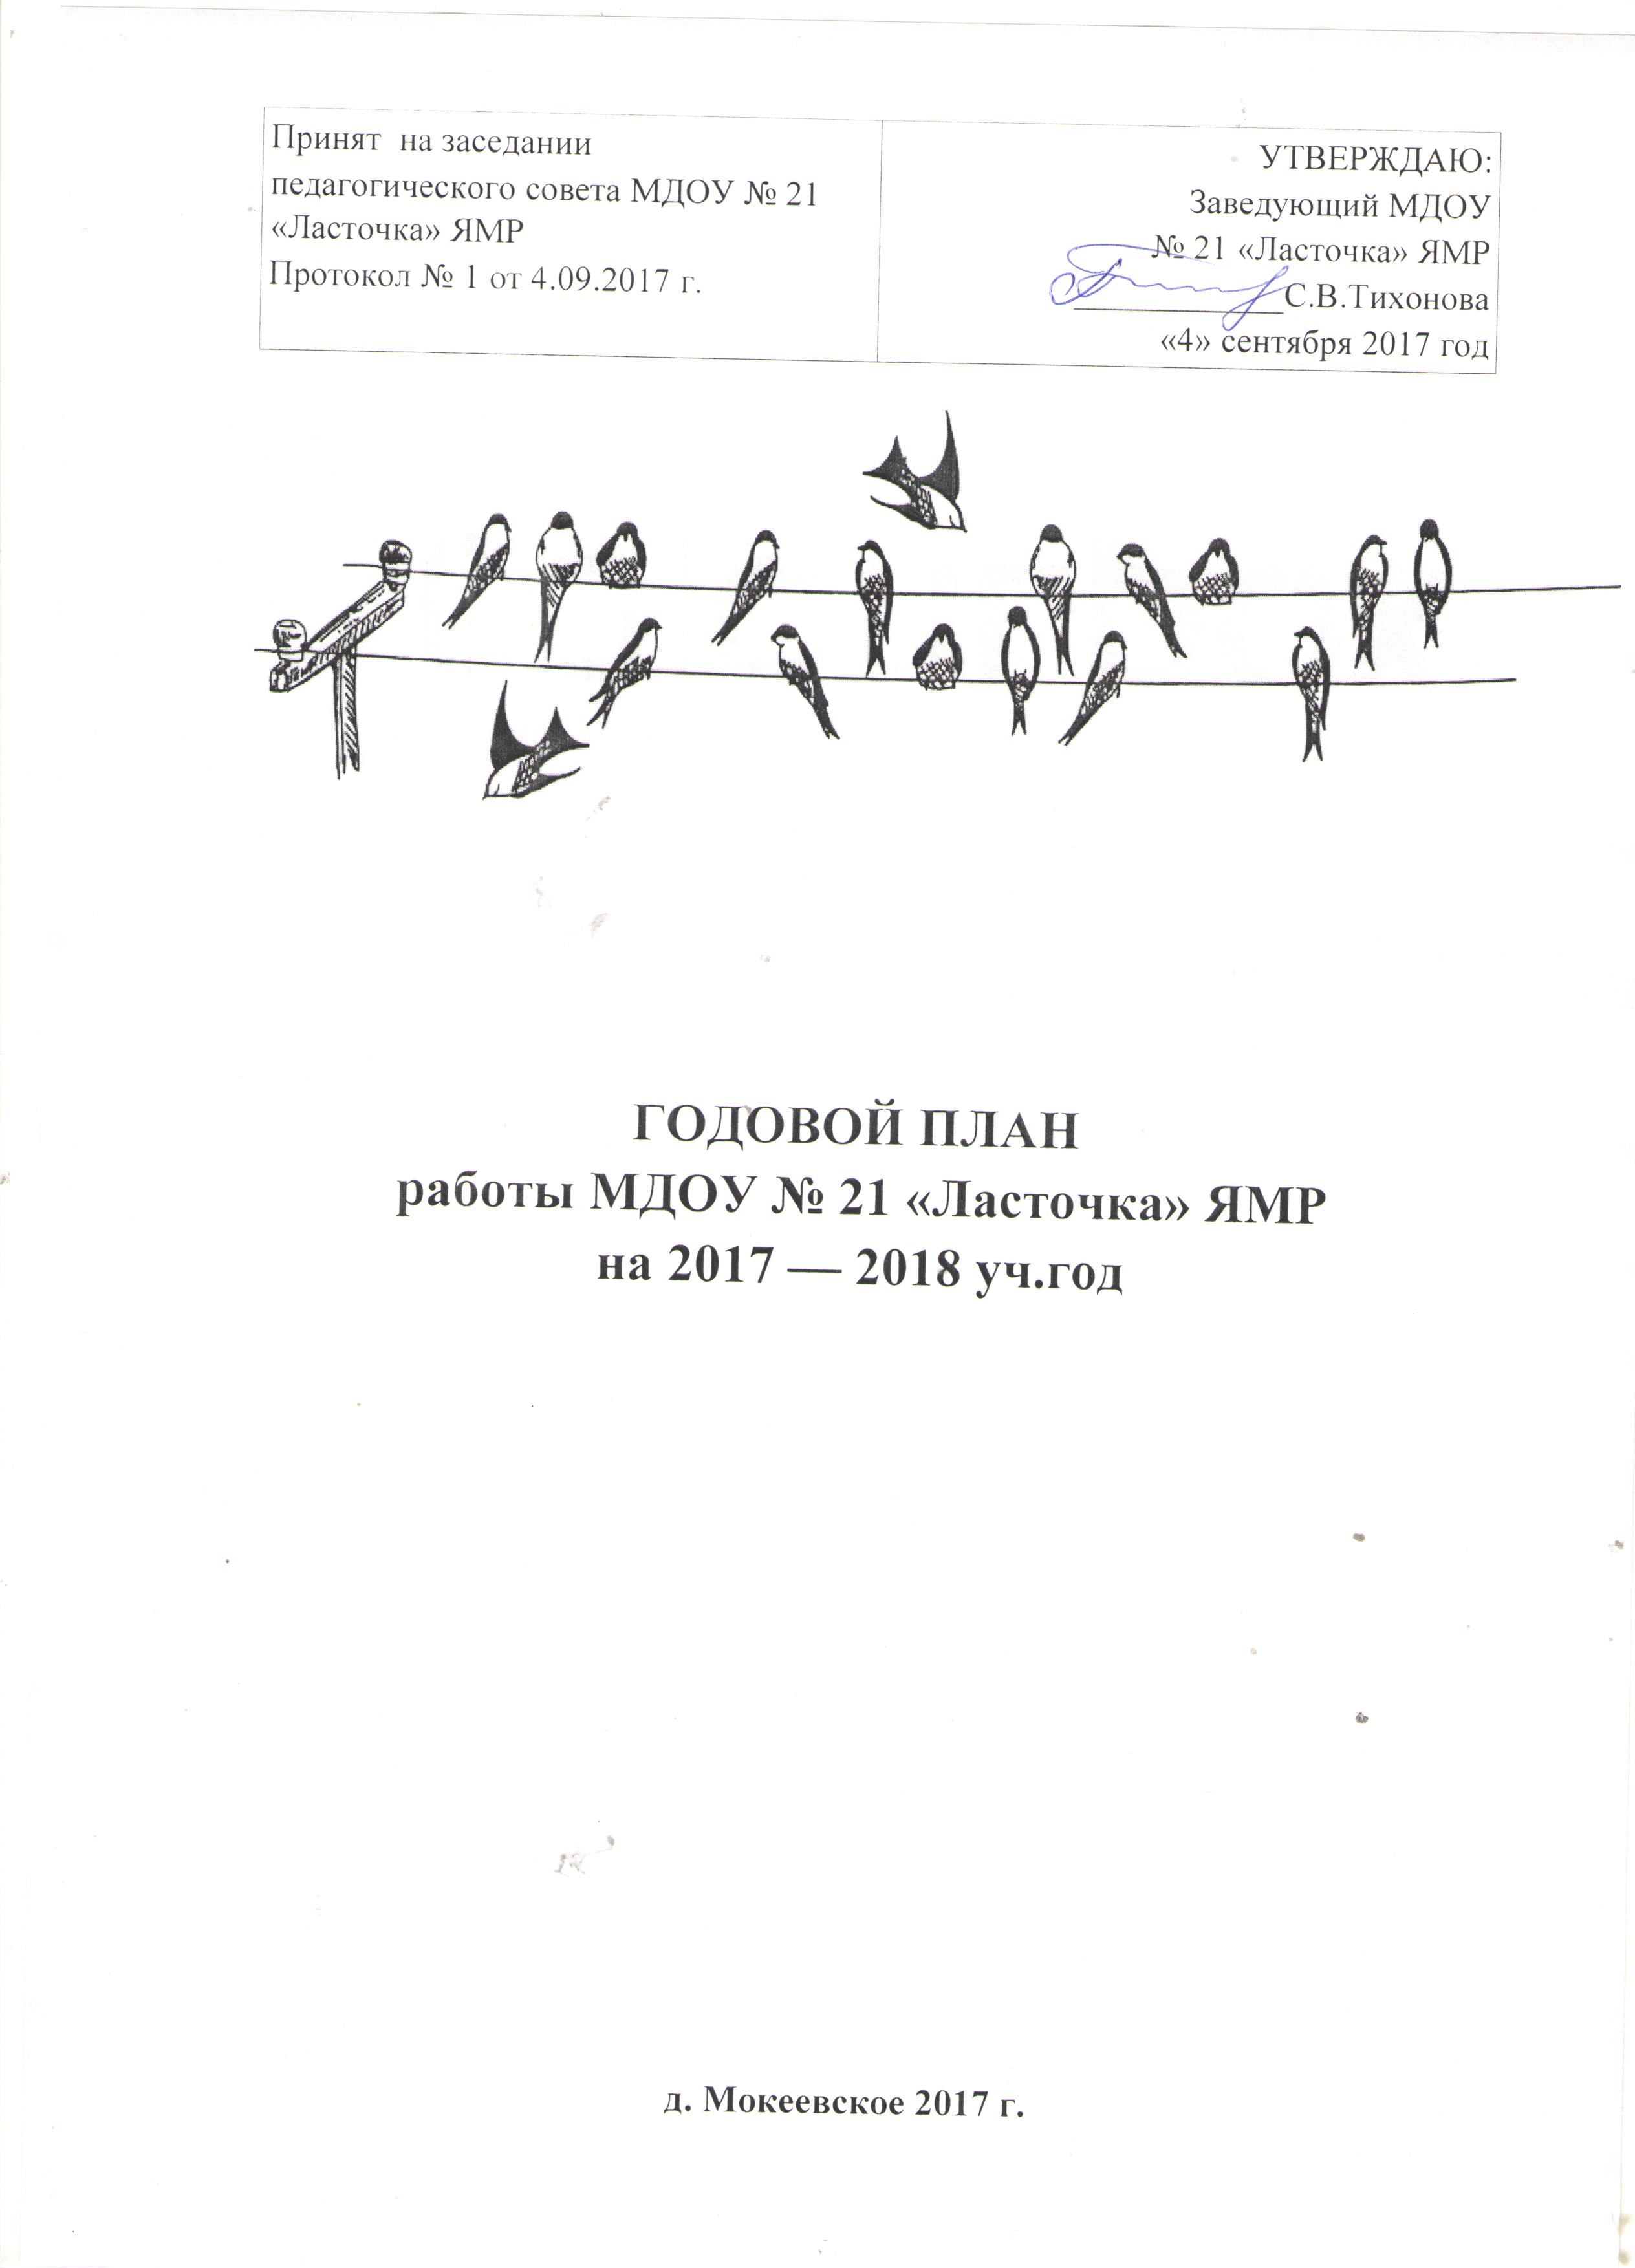 Принят на заседании
педагогического совета МДОУ № 21
«Ласточка» ЯМР
Протокол № 1 от 4.09.2017 г.
УТВЕРЖДАЮ:
Заведующий МДОУ
№ 21 «Ласточка» ЯМР
____________С.В.Тихонова
«4» сентября 2017 год
ГОДОВОЙ ПЛАН
работы МДОУ № 21 «Ласточка» ЯМР
на 2017 — 2018 уч.год
д. Мокеевское 2017 г.